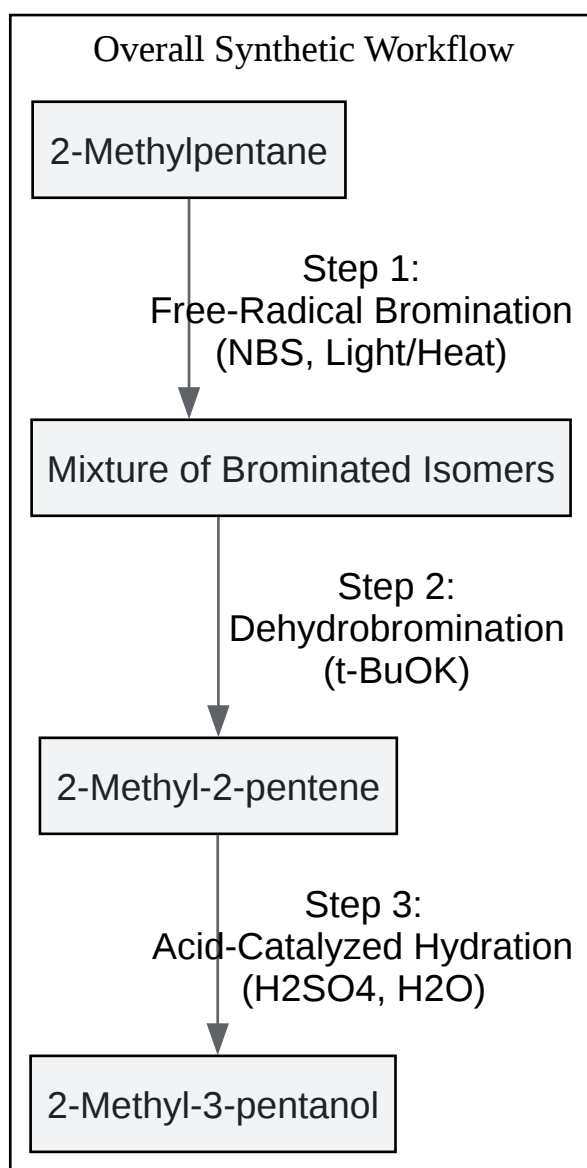 Overall Synthetic Workflow
2-Methylpentane
Step 1:
Free-Radical Bromination
(NBS, Light/Heat)
Mixture of Brominated Isomers
Step 2:
Dehydrobromination
(t-BuOK)
2-Methyl-2-pentene
Step 3:
Acid-Catalyzed Hydration
(H2SO4, H2O)
2-Methyl-3-pentanol